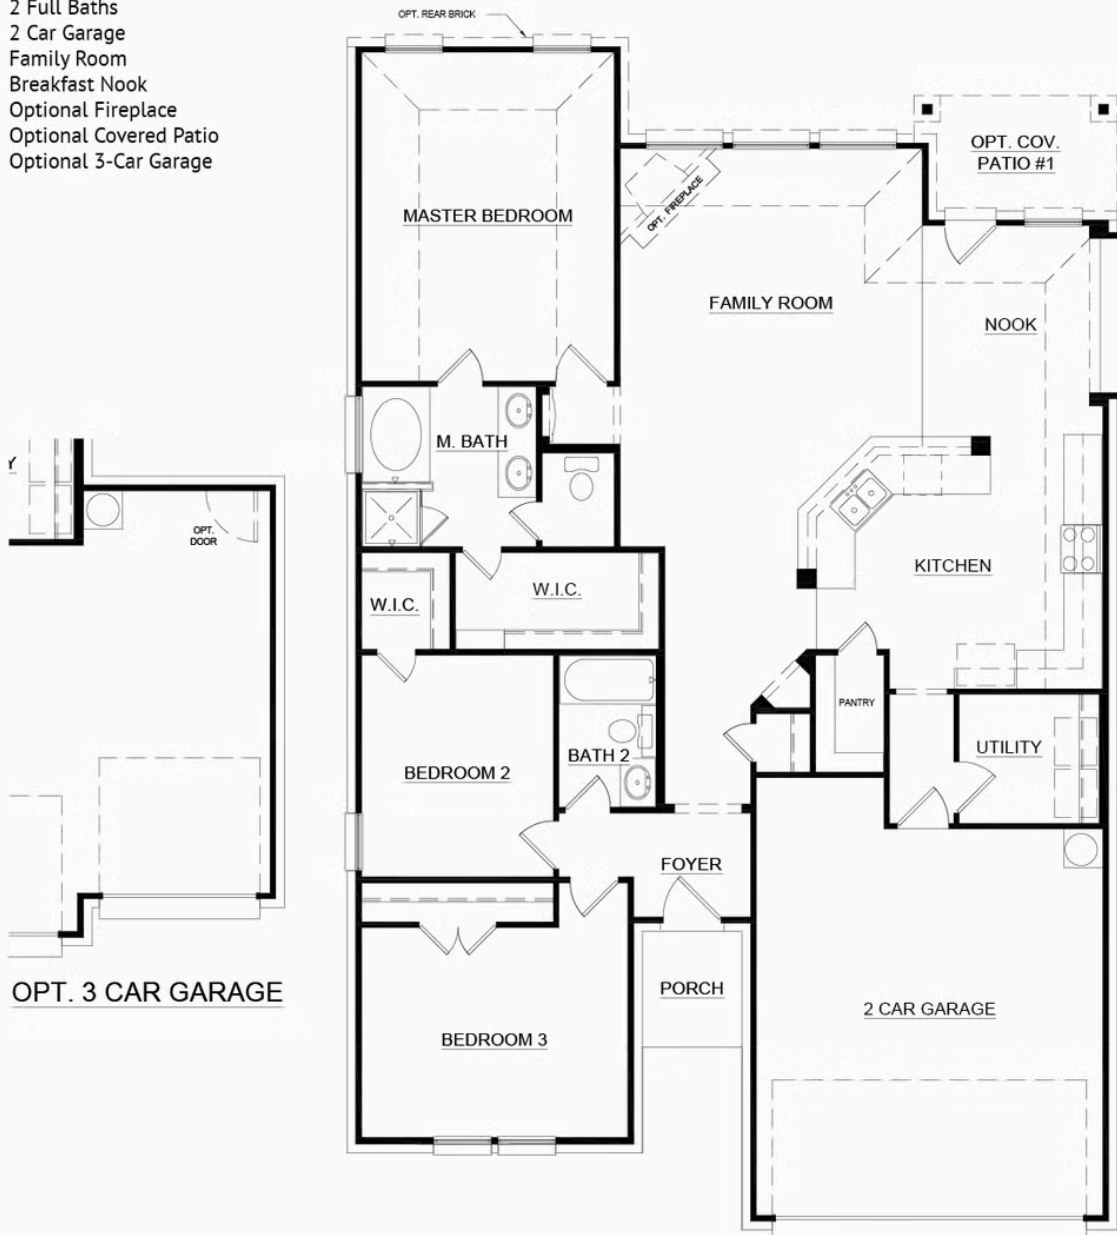 2 Full Baths
2 Car Garage
Family Room
Breakfast Nook
Optional Fireplace
Optional Covered Patio
Optional 3-Car Garage
OPT. REAR BRICK
OPT. COV.
PATIO #1
MASTER BEDROOM
OPT. FIREPLACE
FAMILY ROOM
NOOK
M. BATH
Y
OPT.
DOOR
KITCHEN
W.I.C.
W.I.C.
PANTRY
UTILITY
BATH 2
BEDROOM 2
FOYER
OPT. 3 CAR GARAGE
PORCH
2 CAR GARAGE
BEDROOM 3